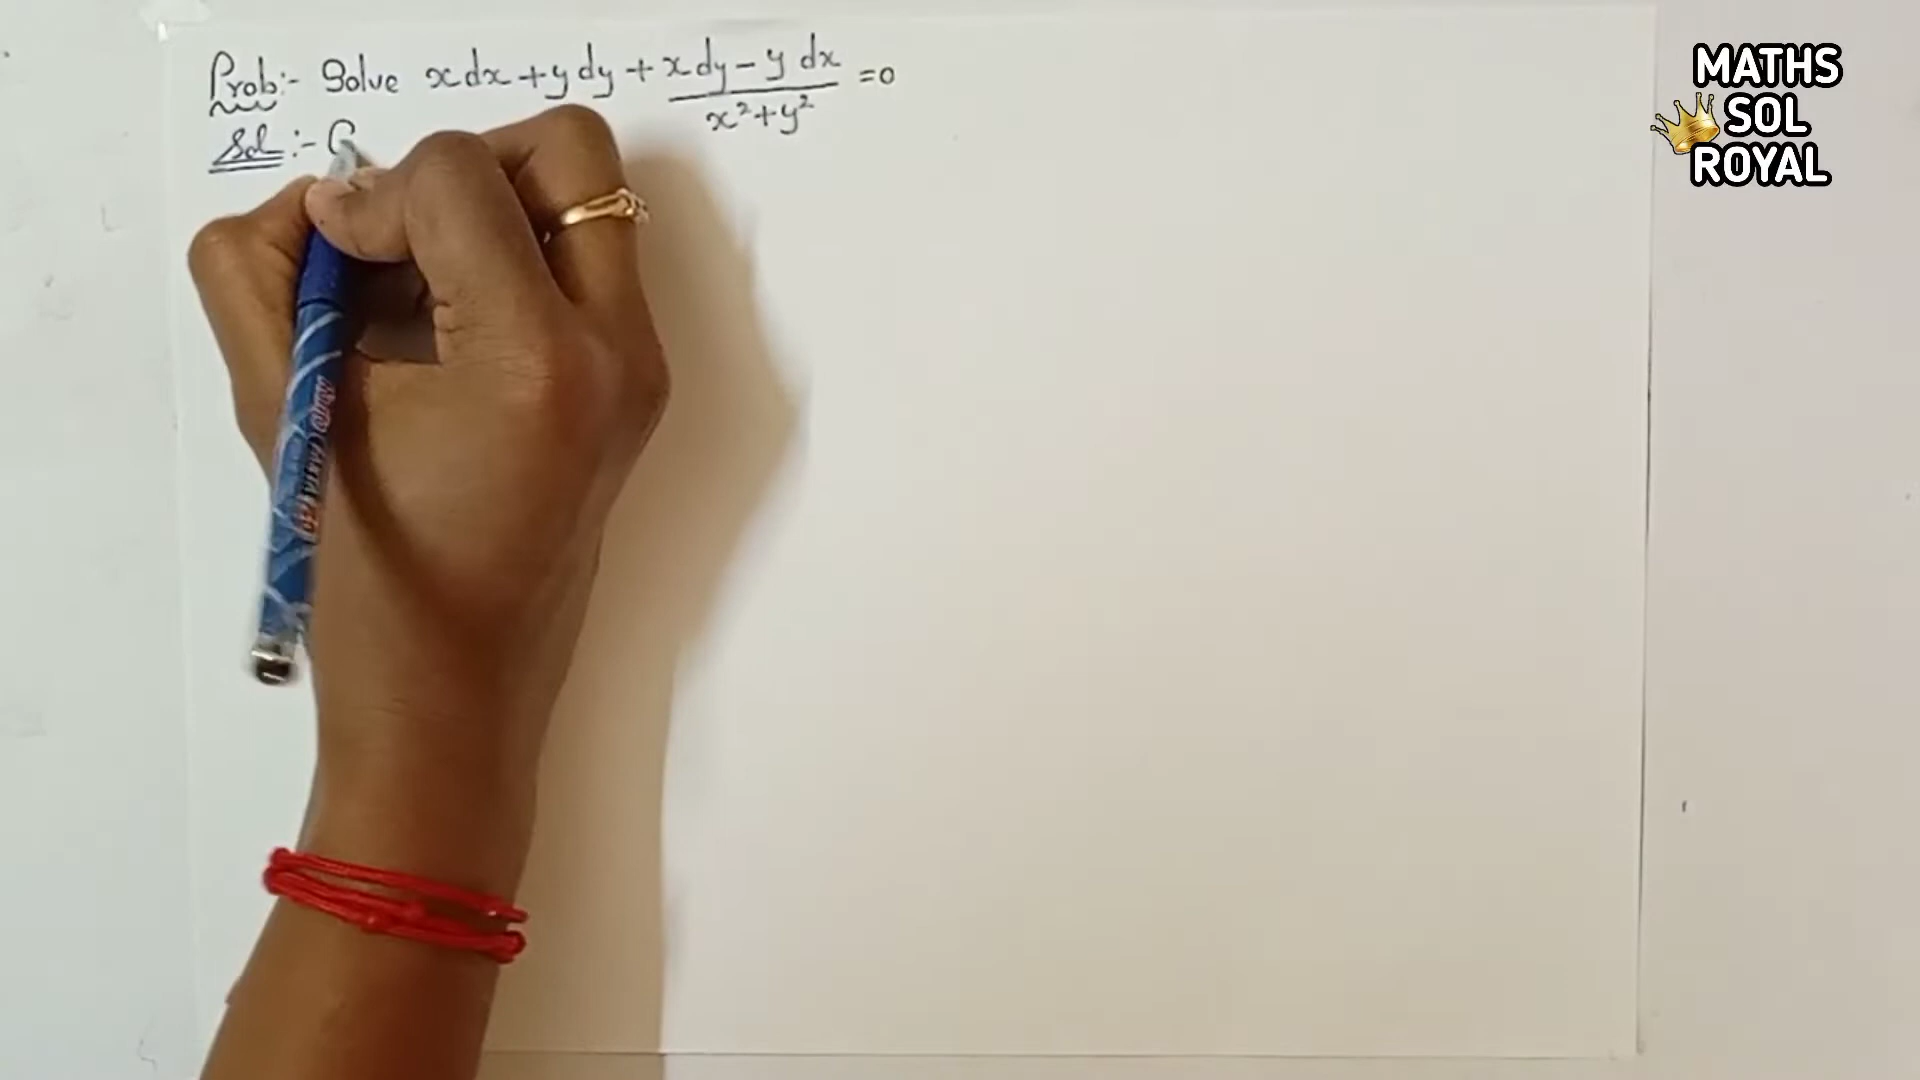 Prob:- Solve x dx + y dy + (x dy - y dx)/(x² + y²) = 0
Sol:- G
MATHS
SOL
ROYAL